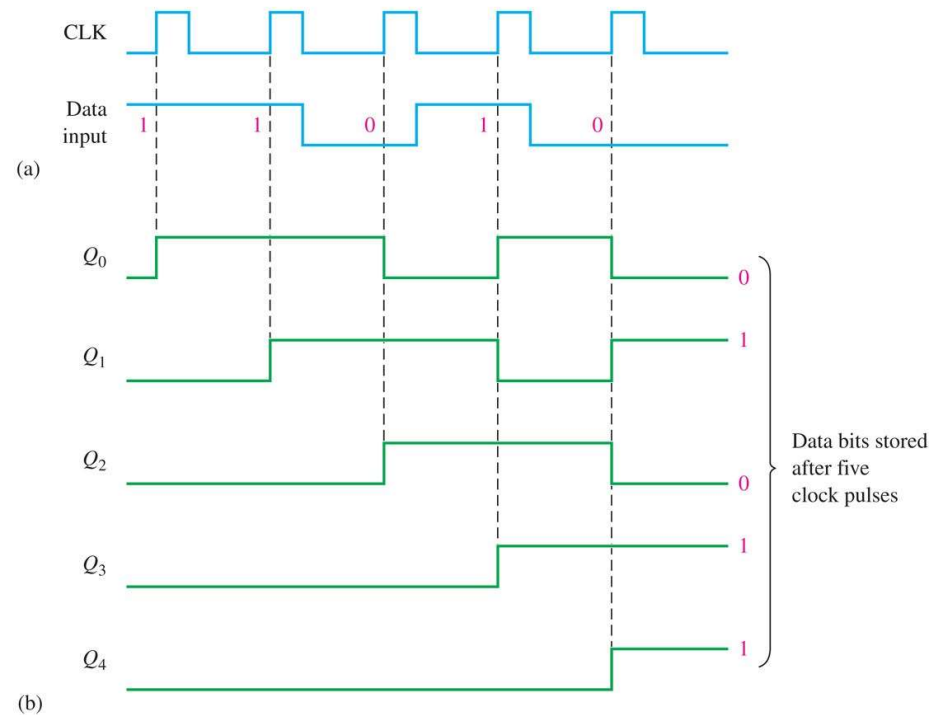 CLK
Data
input
1 1 0 1 0
(a)
Q0
0
Q1
1
Q2
0
Data bits stored
after five
clock pulses
Q3
1
Q4
1
(b)